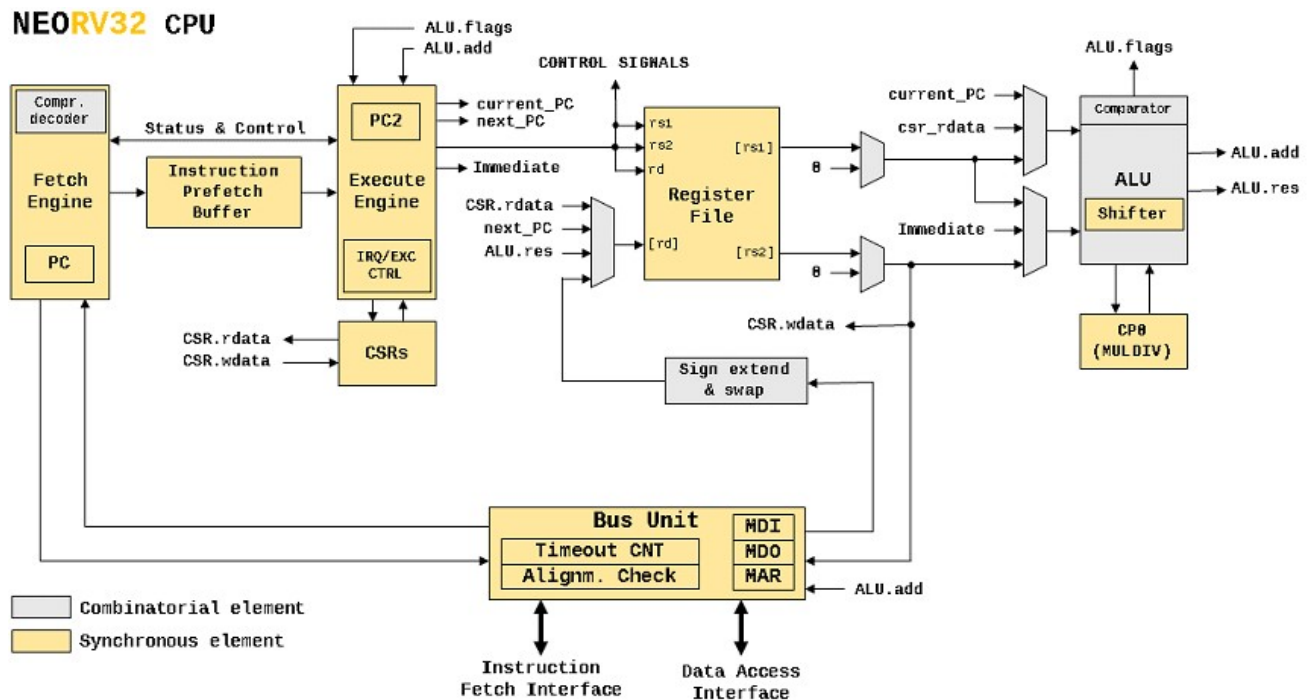 NEORV32 CPU
ALU.flags
ALU.add
CONTROL SIGNALS
ALU.flags
Compr.
decoder
Status & Control
Fetch
Engine
PC
Instruction
Prefetch
Buffer
PC2
Execute
Engine
IRQ/EXC
CTRL
current_PC
next_PC
Immediate
CSRs
CSR.rdata
CSR.wdata
CSR.rdata
next_PC
ALU.res
rs1
rs2
rd
[rd]
Register
File
[rs1]
[rs2]
0
0
CSR.wdata
current_PC
csr_rdata
Immediate
Comparator
ALU
Shifter
ALU.add
ALU.res
CP0
(MULDIV)
Sign extend
& swap
Bus Unit
Timeout CNT
Alignm. Check
MDI
MDO
MAR
ALU.add
Combinatorial element
Synchronous element
Instruction
Fetch Interface
Data Access
Interface